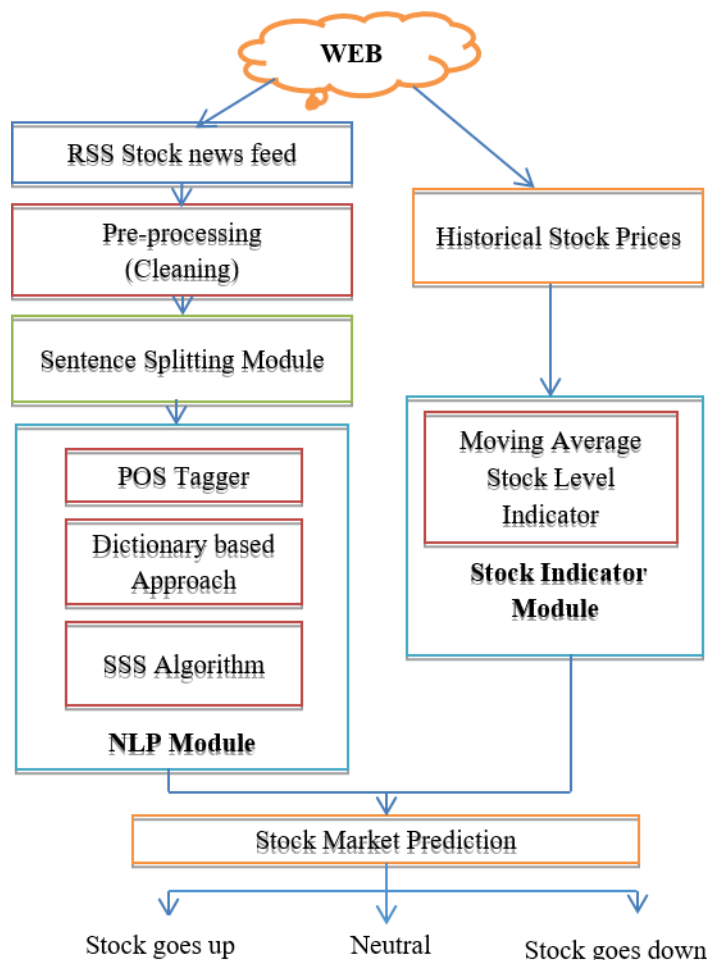 WEB
RSS Stock news feed
Pre-processing
(Cleaning)
Historical Stock Prices
Sentence Splitting Module
POS Tagger
Dictionary based
Approach
SSS Algorithm
NLP Module
Moving Average
Stock Level
Indicator
Stock Indicator
Module
Stock Market Prediction
Stock goes up
Neutral
Stock goes down